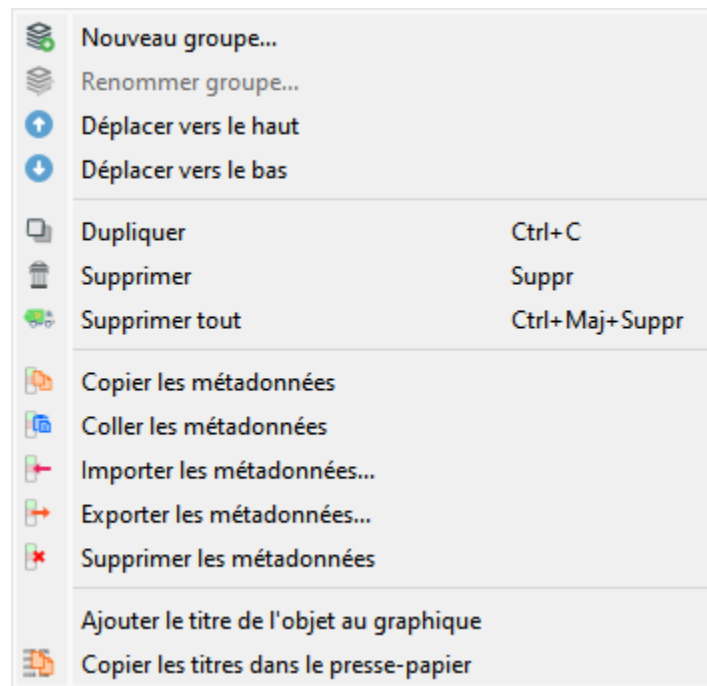 Nouveau groupe...
Renommer groupe...
Déplacer vers le haut
Déplacer vers le bas
Dupliquer Ctrl+C
Supprimer Suppr
Supprimer tout Ctrl+Maj+Suppr
Copier les métadonnées
Coller les métadonnées
Importer les métadonnées...
Exporter les métadonnées...
Supprimer les métadonnées
Ajouter le titre de l'objet au graphique
Copier les titres dans le presse-papier